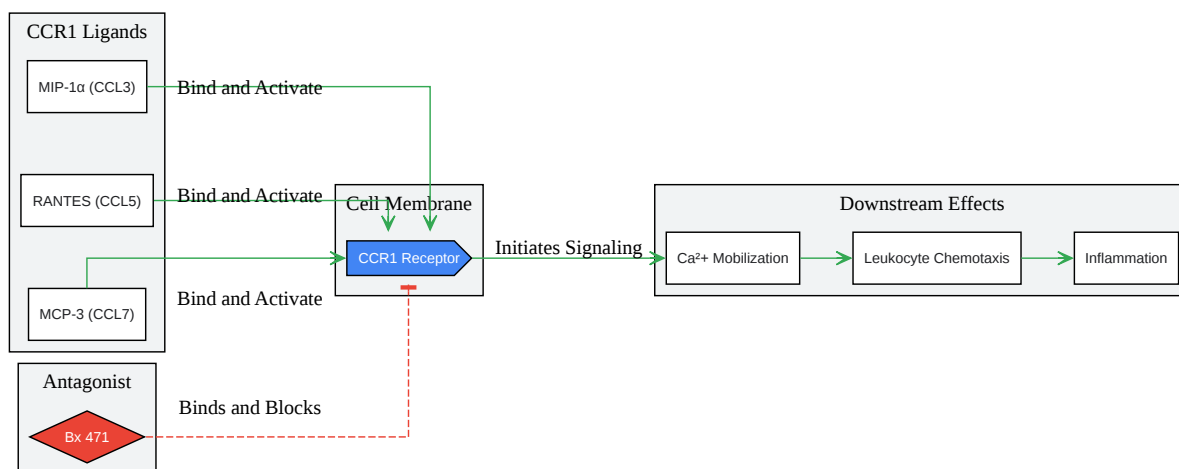 CCR1 Ligands
MIP-1α (CCL3)
Bind and Activate
RANTES (CCL5)
Bind and Activate
MCP-3 (CCL7)
Bind and Activate
Antagonist
Bx 471
Binds and Blocks
Cell Membrane
CCR1 Receptor
Initiates Signaling
Downstream Effects
Ca²+ Mobilization
Leukocyte Chemotaxis
Inflammation